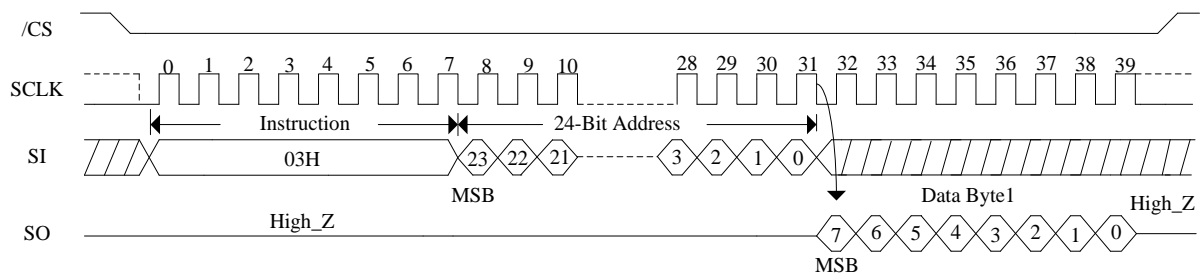 /CS
0 1 2 3 4 5 6 7 8 9 10 28 29 30 31 32 33 34 35 36 37 38 39
SCLK
Instruction 24-Bit Address
SI 03H 23 22 21 3 2 1 0
MSB Data Byte1 High_Z
High_Z
SO 7 6 5 4 3 2 1 0
MSB